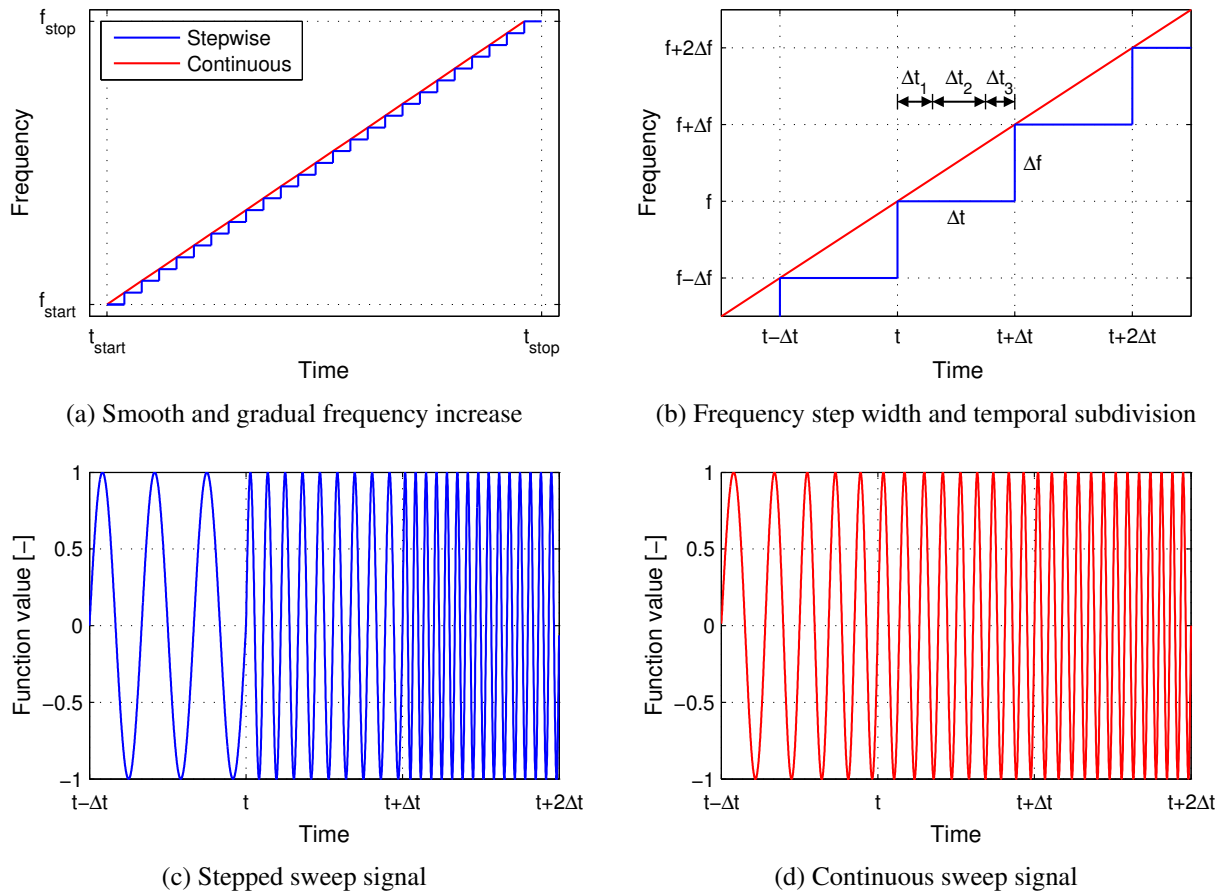 f_stop
Stepwise
Continuous
Frequency
f_start
t_start
t_stop
Time
(a) Smooth and gradual frequency increase
f+2Δf
Δt_1 Δt_2 Δt_3
f+Δf
Δf
Frequency
f
Δt
f−Δf
t−Δt t t+Δt t+2Δt
Time
(b) Frequency step width and temporal subdivision
1
0.5
Function value [−]
0
−0.5
−1
t−Δt t t+Δt t+2Δt
Time
(c) Stepped sweep signal
1
0.5
Function value [−]
0
−0.5
−1
t−Δt t t+Δt t+2Δt
Time
(d) Continuous sweep signal